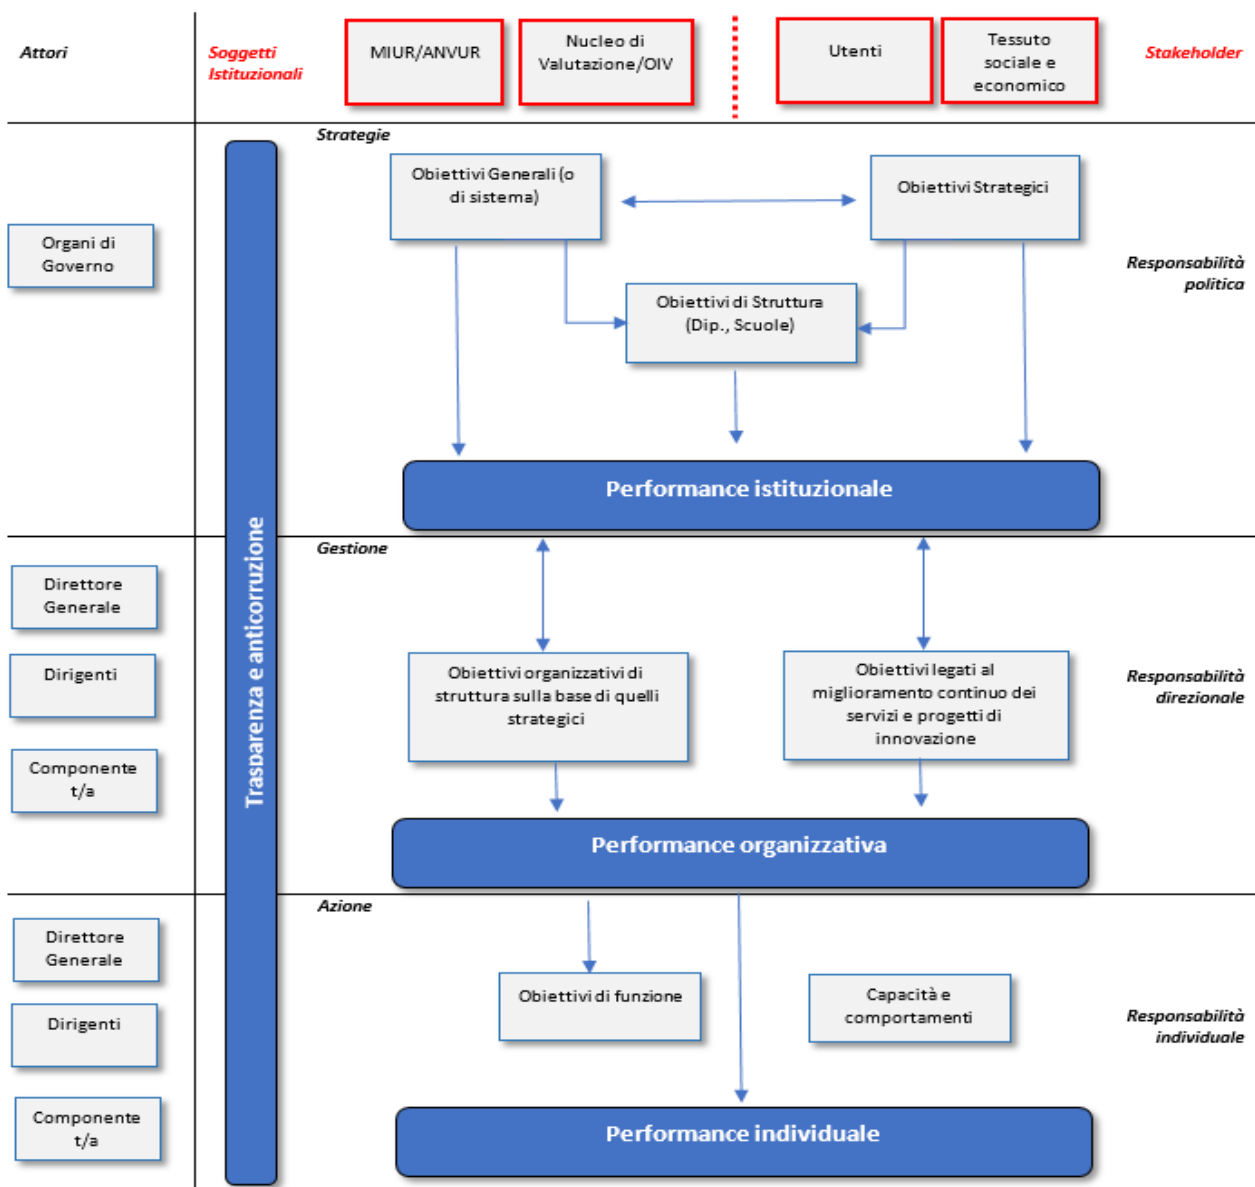 Attori
Soggetti
Istituzionali
MIUR/ANVUR
Nucleo di
Valutazione/OIV
Utenti
Tessuto
sociale e
economico
Stakeholder
Strategie
Obiettivi Generali (o
di sistema)
Obiettivi Strategici
Organi di
Governo
Responsabilità
politica
Obiettivi di Struttura
(Dip., Scuole)
Performance istituzionale
Trasparenza e anticorruzione
Gestione
Direttore
Generale
Dirigenti
Componente
t/a
Obiettivi organizzativi di
struttura sulla base di quelli
strategici
Obiettivi legati al
miglioramento continuo dei
servizi e progetti di
innovazione
Responsabilità
direzionale
Performance organizzativa
Azione
Direttore
Generale
Dirigenti
Componente
t/a
Obiettivi di funzione
Capacità e
comportamenti
Responsabilità
individuale
Performance individuale